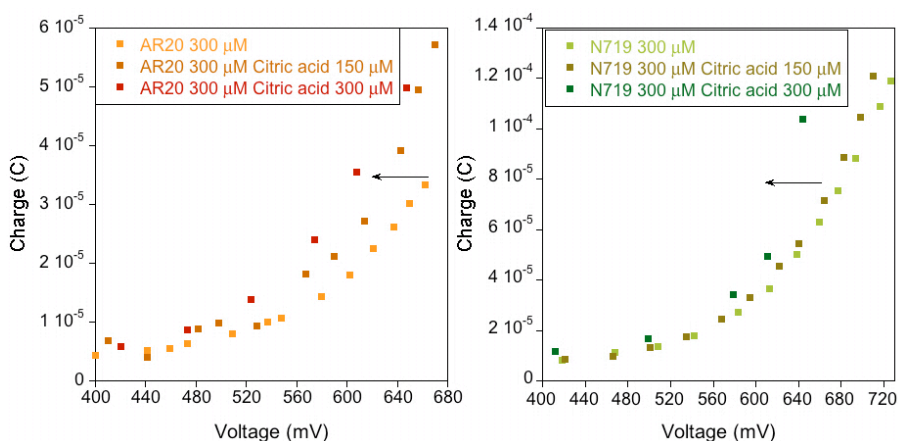 6 10⁻⁵
5 10⁻⁵
4 10⁻⁵
3 10⁻⁵
2 10⁻⁵
1 10⁻⁵
0
Charge (C)
AR20 300 μM
AR20 300 μM Citric acid 150 μM
AR20 300 μM Citric acid 300 μM
400 440 480 520 560 600 640 680
Voltage (mV)
1.4 10⁻⁴
1.2 10⁻⁴
1 10⁻⁴
8 10⁻⁵
6 10⁻⁵
4 10⁻⁵
2 10⁻⁵
0
Charge (C)
N719 300 μM
N719 300 μM Citric acid 150 μM
N719 300 μM Citric acid 300 μM
400 440 480 520 560 600 640 680 720
Voltage (mV)